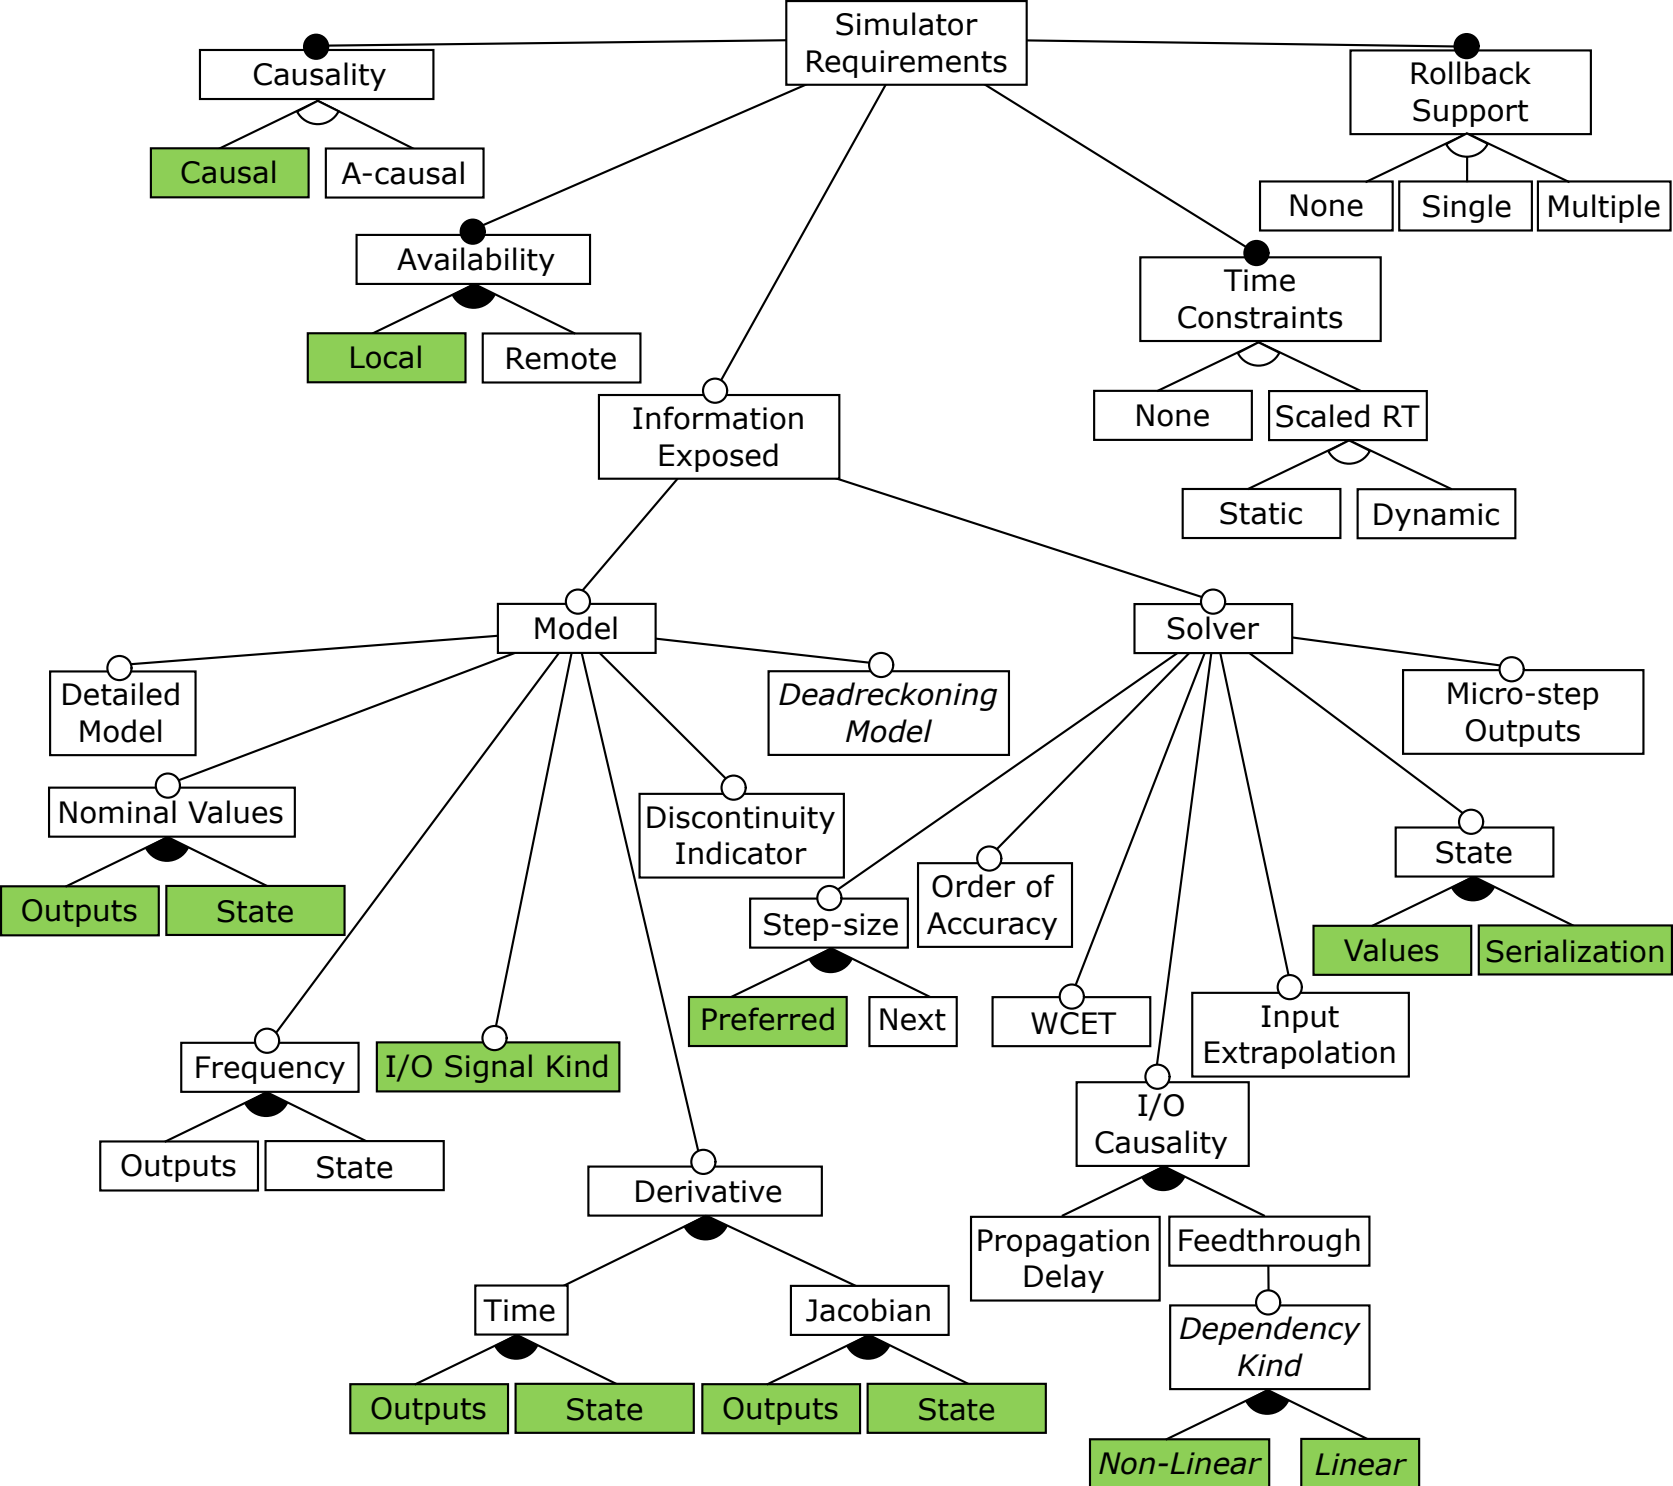 Simulator
Requirements
Causality
Causal
A-causal
Rollback
Support
None
Single
Multiple
Availability
Local
Remote
Time
Constraints
None
Scaled RT
Static
Dynamic
Information
Exposed
Model
Solver
Detailed
Model
Deadreckoning
Model
Micro-step
Outputs
Nominal Values
Outputs
State
Discontinuity
Indicator
Step-size
Preferred
Next
Order of
Accuracy
State
Values
Serialization
WCET
Input
Extrapolation
Frequency
Outputs
State
I/O Signal Kind
I/O
Causality
Propagation
Delay
Feedthrough
Derivative
Time
Outputs
State
Jacobian
Outputs
State
Dependency
Kind
Non-Linear
Linear